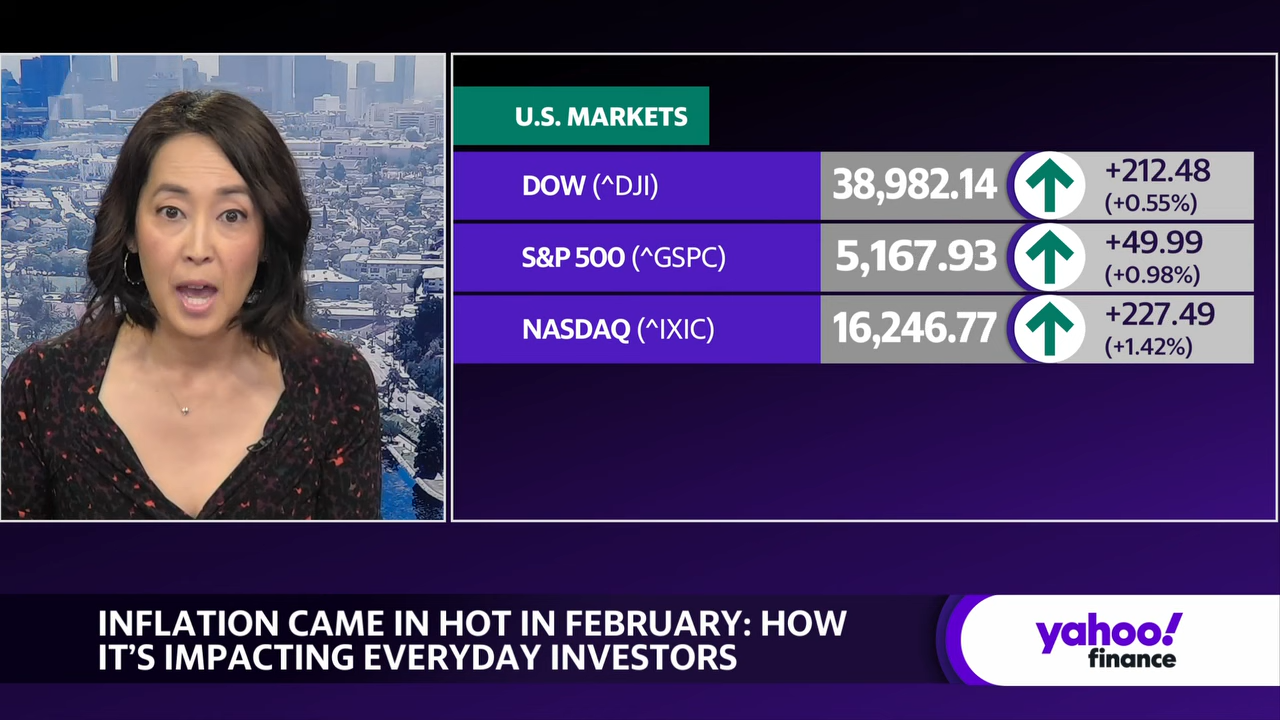 U.S. MARKETS
DOW (^DJI) 38,982.14 +212.48 (+0.55%)
S&P 500 (^GSPC) 5,167.93 +49.99 (+0.98%)
NASDAQ (^IXIC) 16,246.77 +227.49 (+1.42%)
INFLATION CAME IN HOT IN FEBRUARY: HOW
IT'S IMPACTING EVERYDAY INVESTORS
yahoo!
finance